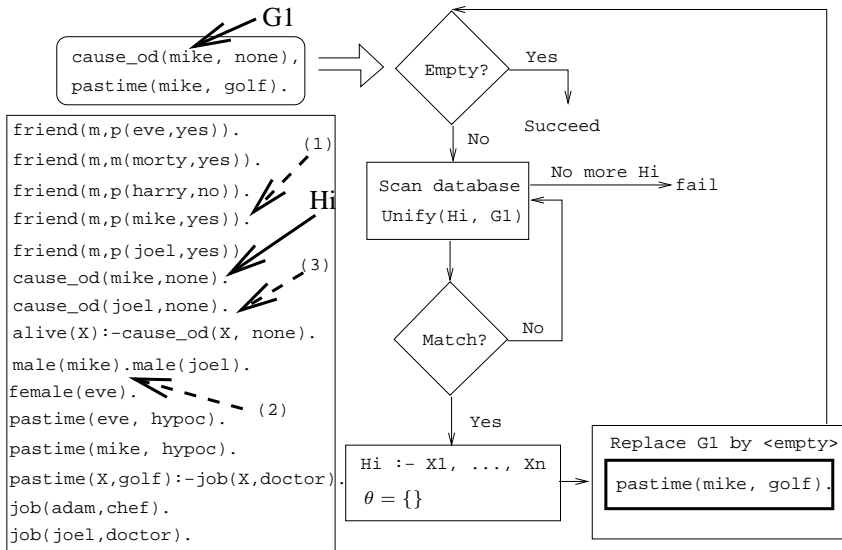 G1
cause_od(mike, none),
pastime(mike, golf).
Empty?
Yes
Succeed
No
friend(m,p(eve,yes)).
friend(m,m(morty,yes)).
(1)
friend(m,p(harry,no)).
friend(m,p(mike,yes)).
Hi
friend(m,p(joel,yes))
cause_od(mike,none).
(3)
cause_od(joel,none).
alive(X):-cause_od(X, none).
male(mike).male(joel).
female(eve).
(2)
pastime(eve, hypoc).
pastime(mike, hypoc).
pastime(X,golf):-job(X,doctor).
job(adam,chef).
job(joel,doctor).
Scan database
Unify(Hi, G1)
No more Hi
fail
Match?
No
Yes
Hi :- X1, ..., Xn
θ = {}
Replace G1 by <empty>
pastime(mike, golf).